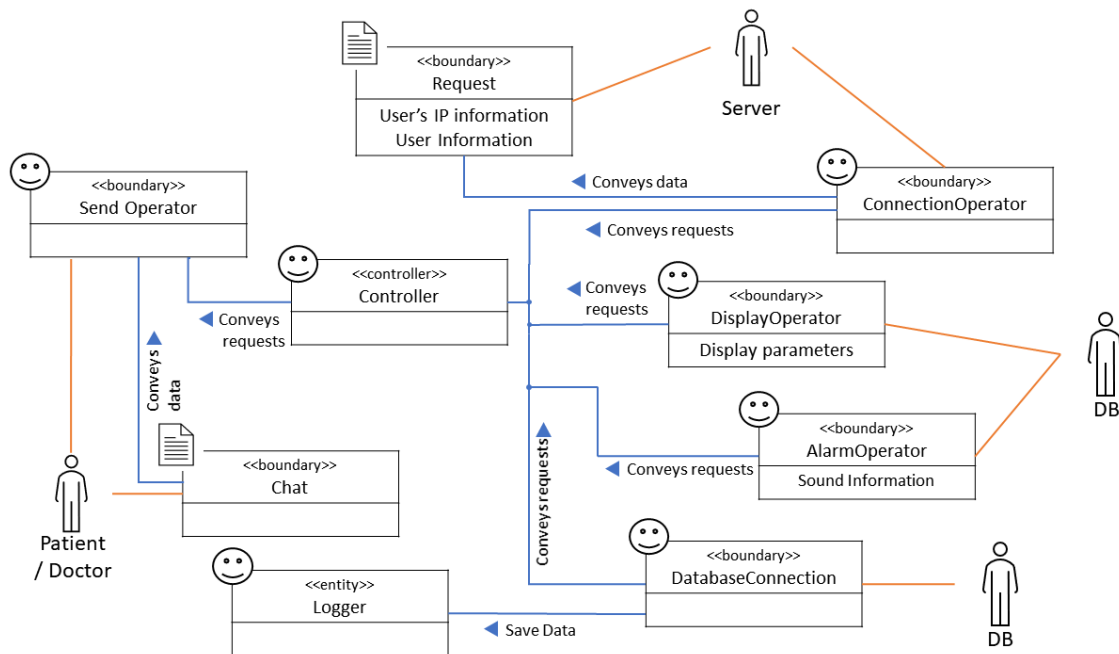 <<boundary>>
Request
User's IP information
User Information
Server
<<boundary>>
Send Operator
Conveys data
<<boundary>>
ConnectionOperator
Conveys requests
<<controller>>
Controller
Conveys
requests
Conveys
requests
<<boundary>>
DisplayOperator
Display parameters
DB
Conveys
data
<<boundary>>
Chat
Patient
/ Doctor
Conveys requests
Conveys requests
<<boundary>>
AlarmOperator
Sound Information
<<boundary>>
DatabaseConnection
DB
<<entity>>
Logger
Save Data